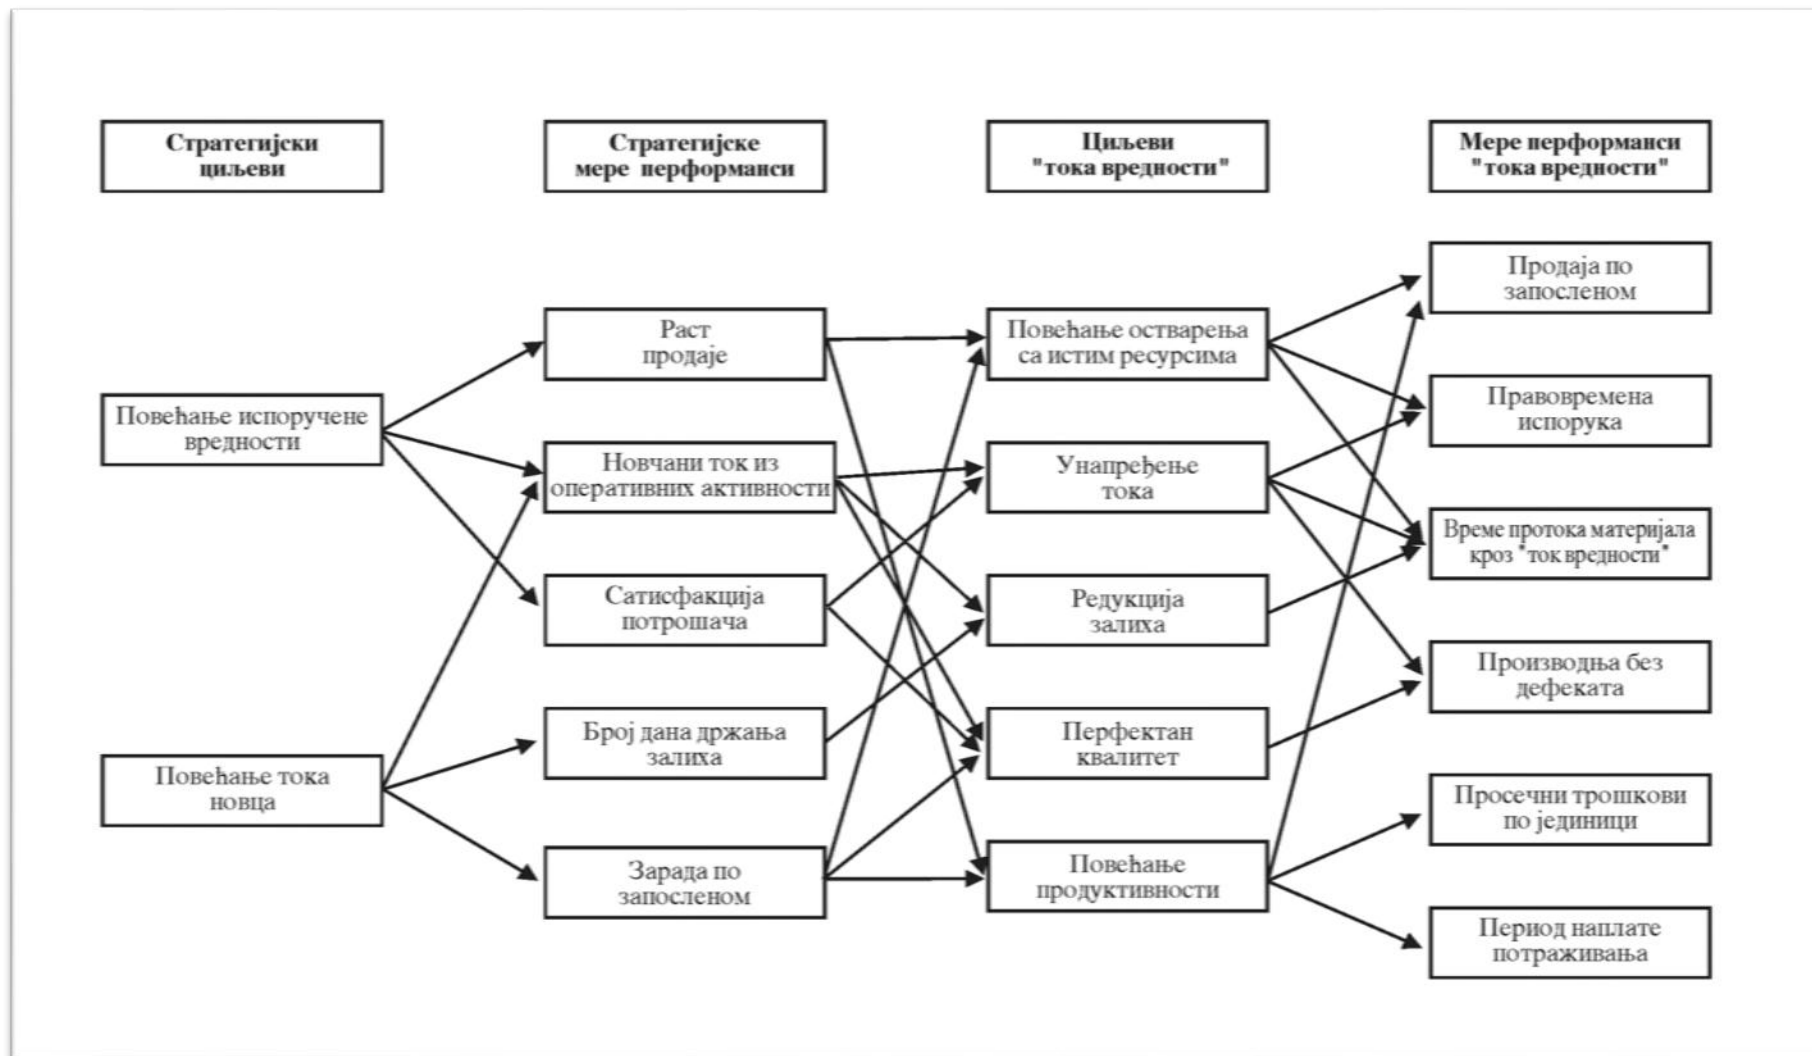 Стратегијски
циљеви
Стратегијске
мере перформанси
Циљеви
"тока вредности"
Мере перформанси
"тока вредности"
Повећање испоручене
вредности
Повећање тока
новца
Раст
продаје
Новчани ток из
оперативних активности
Сатисфакција
потрошача
Број дана држања
залиха
Зарада по
запосленом
Повећање остварења
са истим ресурсима
Унапређење
тока
Редукција
залиха
Перфектан
квалитет
Повећање
продуктивности
Продаја по
запосленом
Правовремена
испорука
Време протока материјала
кроз "ток вредности"
Производња без
дефеката
Просечни трошкови
по јединици
Период наплате
потраживања